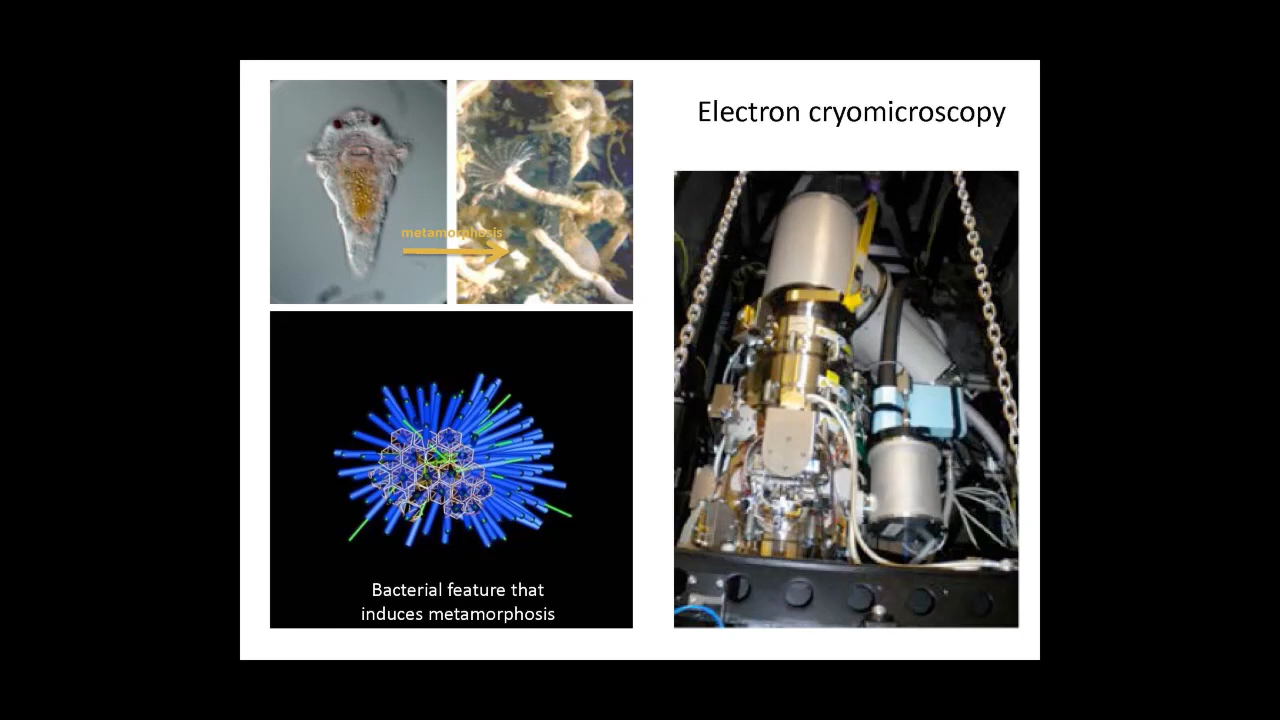 Electron cryomicroscopy
metamorphosis
Bacterial feature that
induces metamorphosis